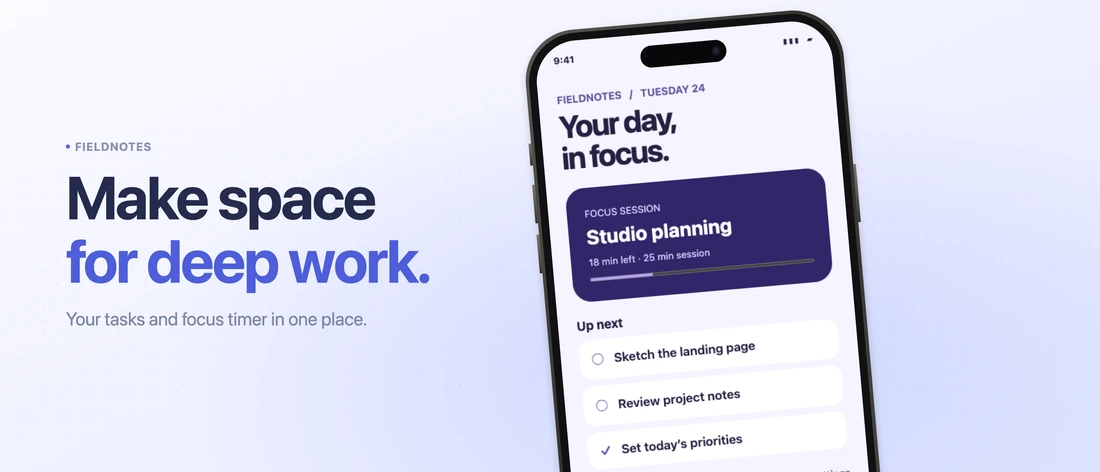 FIELDNOTES
Make space
for deep work.
Your tasks and focus timer in one place.
9:41
FIELDNOTES / TUESDAY 24
Your day,
in focus.
FOCUS SESSION
Studio planning
18 min left · 25 min session
Up next
Sketch the landing page
Review project notes
Set today’s priorities